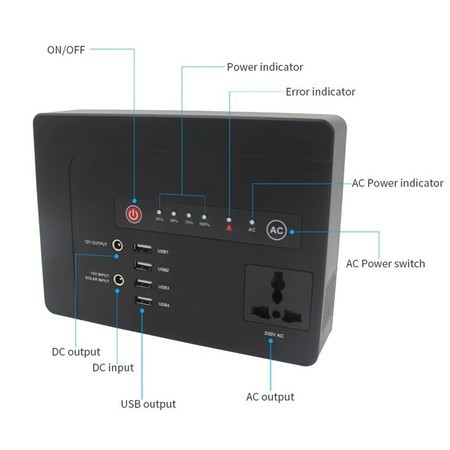 ON/OFF
Power indicator
Error indicator
AC Power indicator
25% 50% 75% 100% AC
AC
AC Power switch
12V OUTPUT
USB1
USB2
15V INPUT
SOLAR INPUT
USB3
USB4
230V AC
DC output
DC input
USB output
AC output